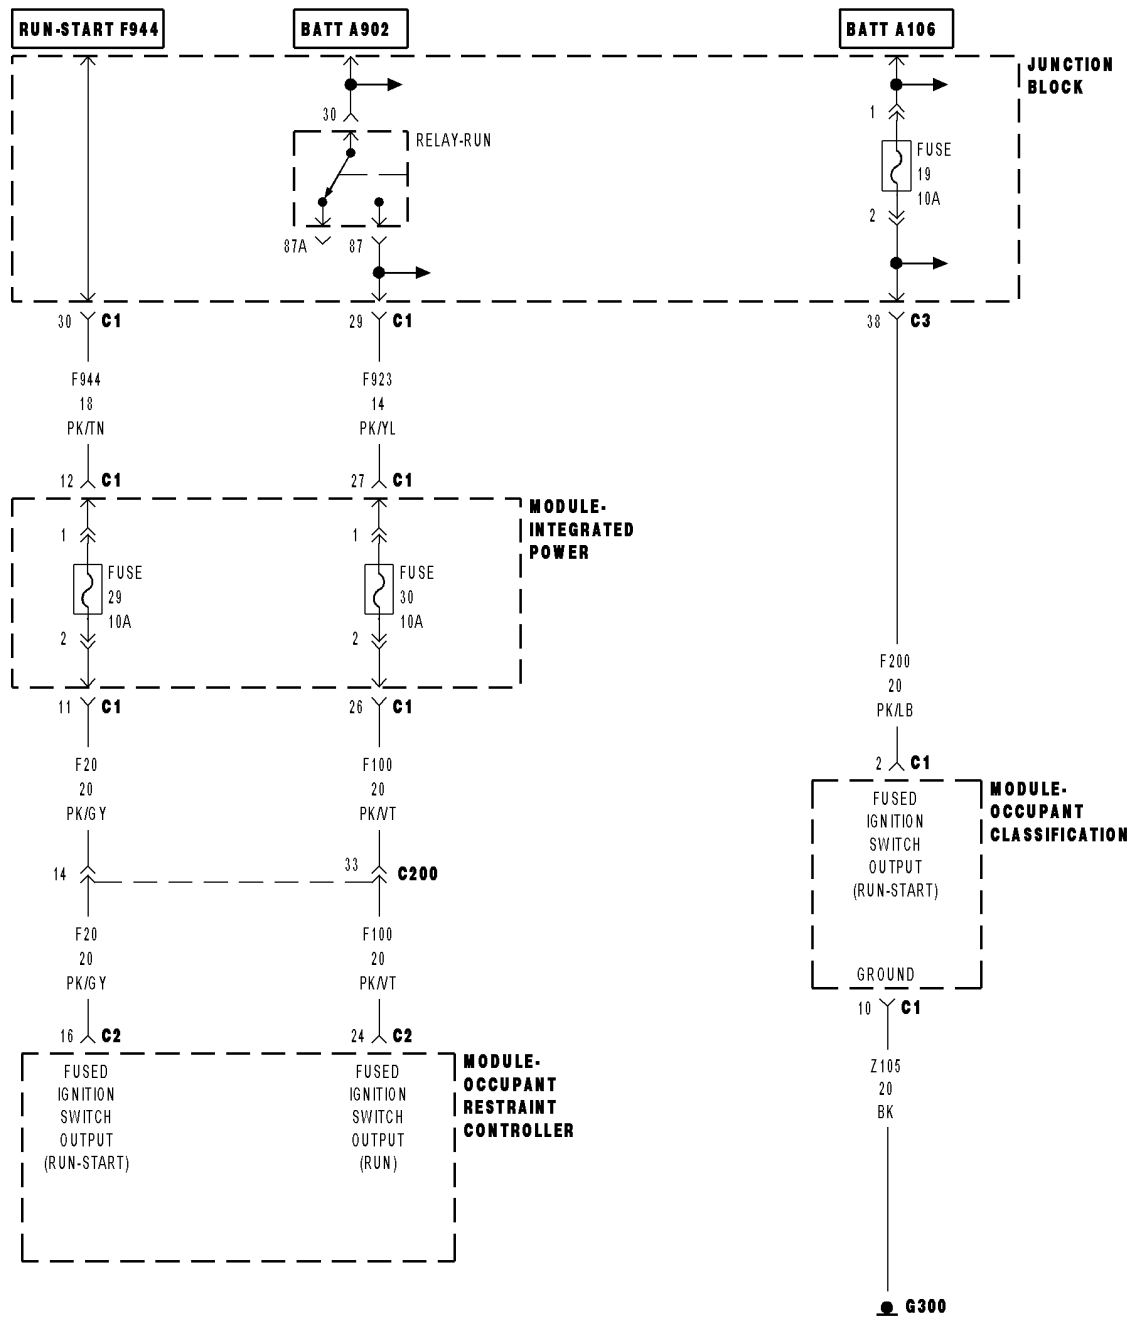 RUN-START F944
BATT A902
BATT A106
JUNCTION
BLOCK
30
RELAY-RUN
87A
87
1
FUSE
19
10A
2
30 C1
29 C1
38 C3
F944
18
PK/TN
F923
14
PK/YL
12 C1
27 C1
MODULE-
INTEGRATED
POWER
1
FUSE
29
10A
2
1
FUSE
30
10A
2
11 C1
26 C1
F20
20
PK/GY
F100
20
PK/VT
14
33
C200
F20
20
PK/GY
F100
20
PK/VT
16 C2
24 C2
MODULE-
OCCUPANT
RESTRAINT
CONTROLLER
FUSED
IGNITION
SWITCH
OUTPUT
(RUN-START)
FUSED
IGNITION
SWITCH
OUTPUT
(RUN)
F200
20
PK/LB
2 C1
MODULE-
OCCUPANT
CLASSIFICATION
FUSED
IGNITION
SWITCH
OUTPUT
(RUN-START)
GROUND
10 C1
Z105
20
BK
G300